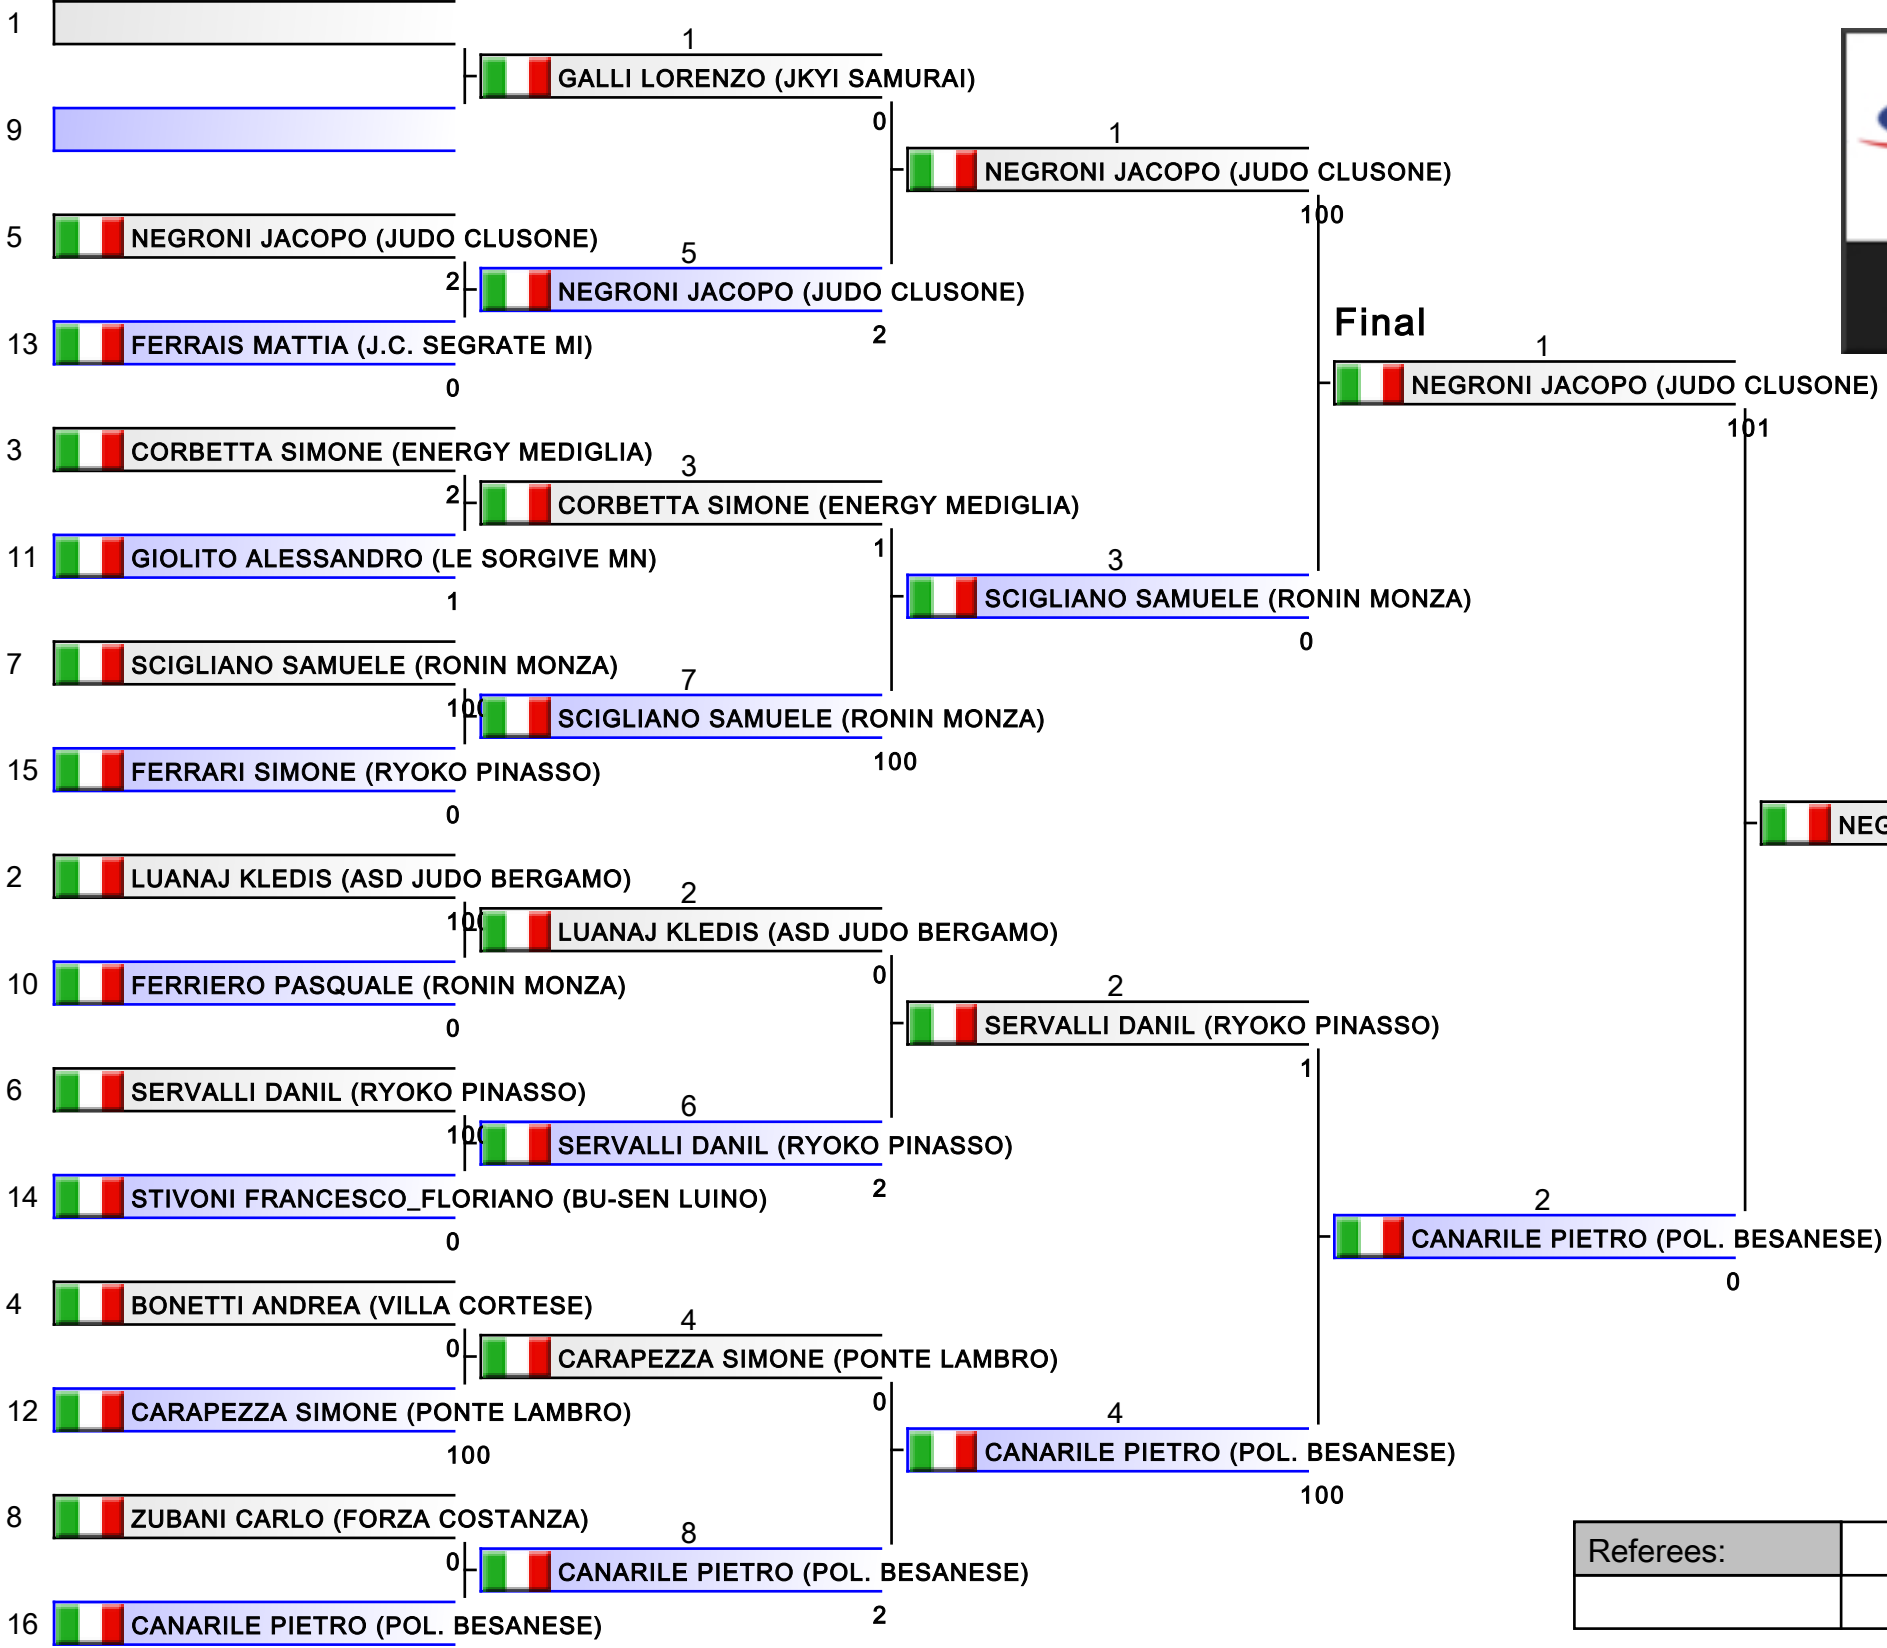 1
1
GALLI LORENZO (JKYI SAMURAI)
0
9
1
NEGRONI JACOPO (JUDO CLUSONE)
100
5
NEGRONI JACOPO (JUDO CLUSONE)
2
5
NEGRONI JACOPO (JUDO CLUSONE)
2
13
FERRAIS MATTIA (J.C. SEGRATE MI)
0
Final
1
NEGRONI JACOPO (JUDO CLUSONE)
101
3
CORBETTA SIMONE (ENERGY MEDIGLIA)
2
3
CORBETTA SIMONE (ENERGY MEDIGLIA)
1
11
GIOLITO ALESSANDRO (LE SORGIVE MN)
1
3
SCIGLIANO SAMUELE (RONIN MONZA)
0
7
SCIGLIANO SAMUELE (RONIN MONZA)
100
7
SCIGLIANO SAMUELE (RONIN MONZA)
100
15
FERRARI SIMONE (RYOKO PINASSO)
0
NEG
2
LUANAJ KLEDIS (ASD JUDO BERGAMO)
100
2
LUANAJ KLEDIS (ASD JUDO BERGAMO)
0
10
FERRIERO PASQUALE (RONIN MONZA)
0
2
SERVALLI DANIL (RYOKO PINASSO)
1
6
SERVALLI DANIL (RYOKO PINASSO)
100
6
SERVALLI DANIL (RYOKO PINASSO)
2
14
STIVONI FRANCESCO_FLORIANO (BU-SEN LUINO)
0
2
CANARILE PIETRO (POL. BESANESE)
0
4
BONETTI ANDREA (VILLA CORTESE)
0
4
CARAPEZZA SIMONE (PONTE LAMBRO)
0
12
CARAPEZZA SIMONE (PONTE LAMBRO)
100
4
CANARILE PIETRO (POL. BESANESE)
100
8
ZUBANI CARLO (FORZA COSTANZA)
0
8
CANARILE PIETRO (POL. BESANESE)
2
16
CANARILE PIETRO (POL. BESANESE)
Referees: